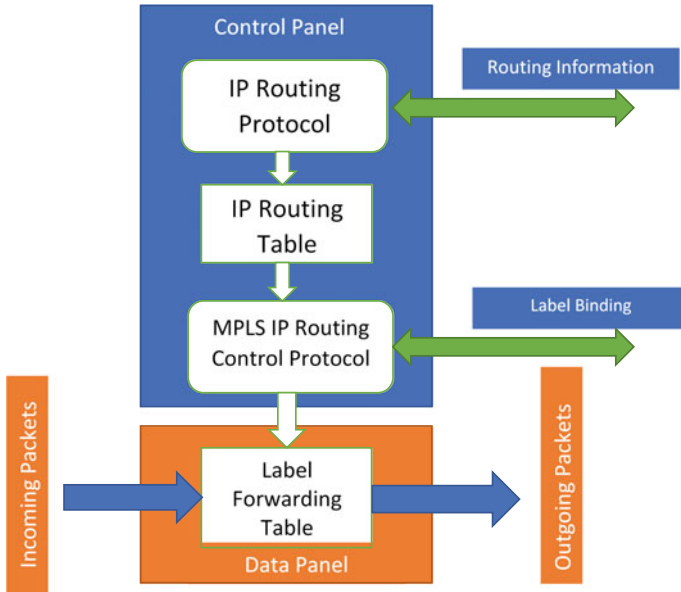 Control Panel
Routing Information
IP Routing
Protocol
IP Routing
Table
Label Binding
MPLS IP Routing
Control Protocol
Incoming Packets
Label
Forwarding
Table
Outgoing Packets
Data Panel